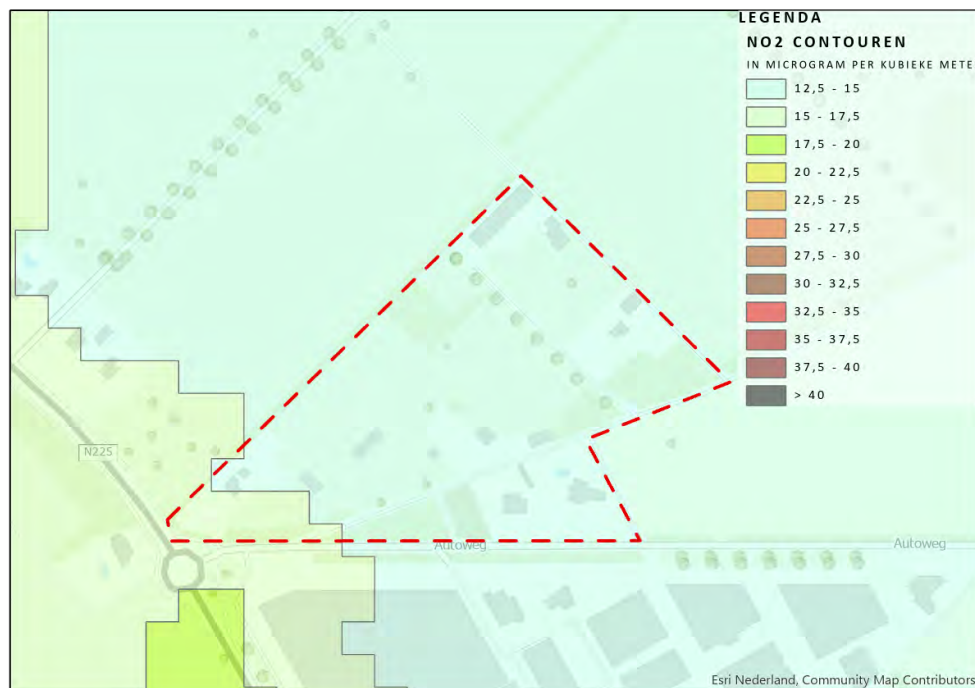 LEGENDA
NO2 CONTOUREN
IN MICROGRAM PER KUBIEKE METE
12,5 - 15
15 - 17,5
17,5 - 20
20 - 22,5
22,5 - 25
25 - 27,5
27,5 - 30
30 - 32,5
32,5 - 35
35 - 37,5
37,5 - 40
> 40
N225
Autoweg
Autoweg
Esri Nederland, Community Map Contributors